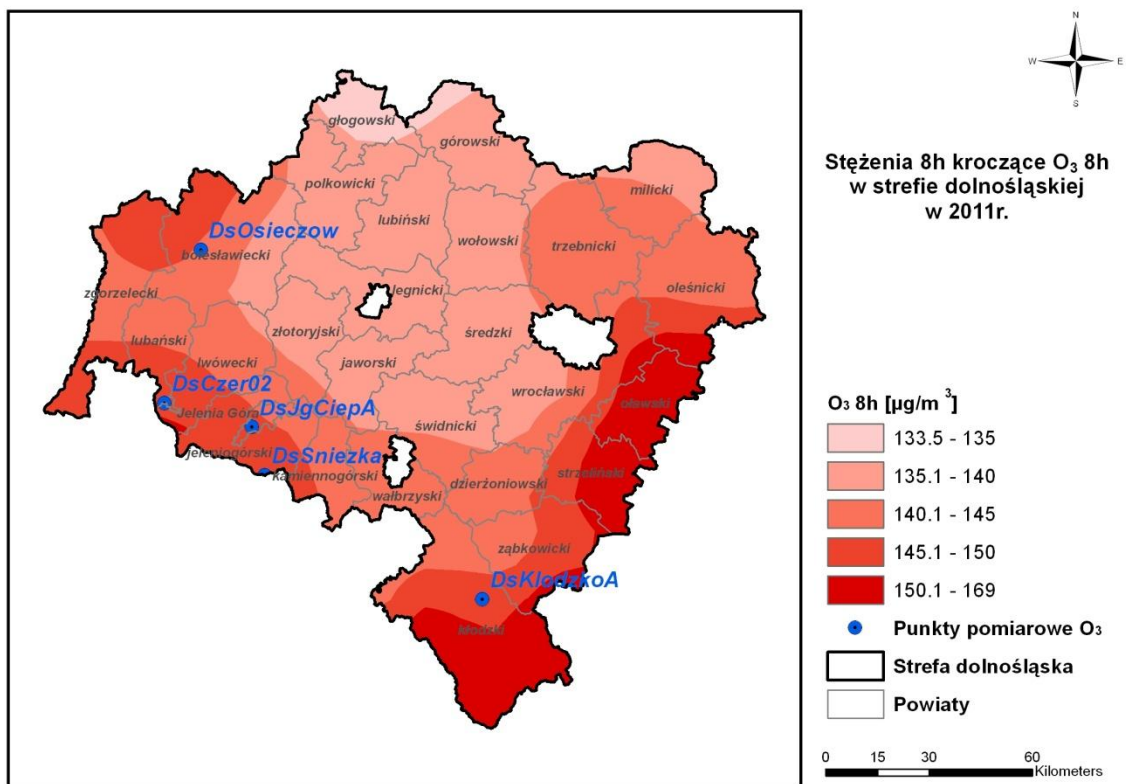 głogowski
górowski
polkowicki
milicki
lubiński
DsOsieczow
wołowski
trzebnicki
bolesławiecki
zgorzelecki
legnicki
oleśnicki
złotoryjski
średzki
lubański
lwówecki
jaworski
wrocławski
DsCzer02
oławski
Jelenia Góra
DsJgCiepA
świdnicki
jeleniogórski
DsSniezka
kamiennogórski
strzeliński
dzierżoniowski
wałbrzyski
ząbkowicki
DsKlodzkoA
kłodzki
N
W E
S
Stężenia 8h kroczące O₃ 8h
w strefie dolnośląskiej
w 2011r.
O₃ 8h [µg/m ³]
133.5 - 135
135.1 - 140
140.1 - 145
145.1 - 150
150.1 - 169
Punkty pomiarowe O₃
Strefa dolnośląska
Powiaty
0 15 30 60
Kilometers